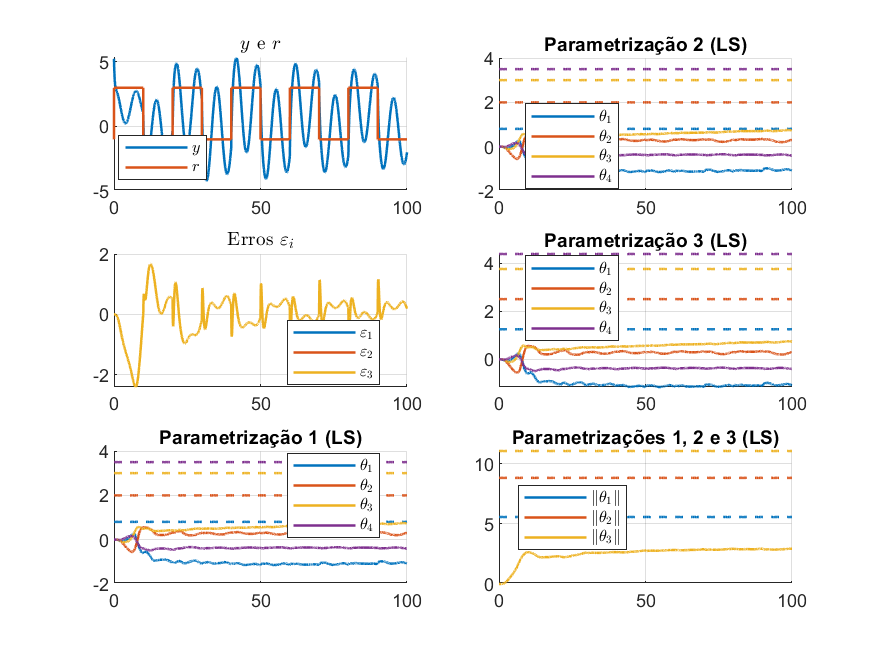 y e r
5
0
-5
y
r
0
50
100
Parametrização 2 (LS)
4
2
0
-2
θ1
θ2
θ3
θ4
0
50
100
Erros εi
2
0
-2
ε1
ε2
ε3
0
50
100
Parametrização 3 (LS)
4
2
0
θ1
θ2
θ3
θ4
0
50
100
Parametrização 1 (LS)
4
2
0
-2
θ1
θ2
θ3
θ4
0
50
100
Parametrizações 1, 2 e 3 (LS)
10
5
0
‖θ1‖
‖θ2‖
‖θ3‖
0
50
100